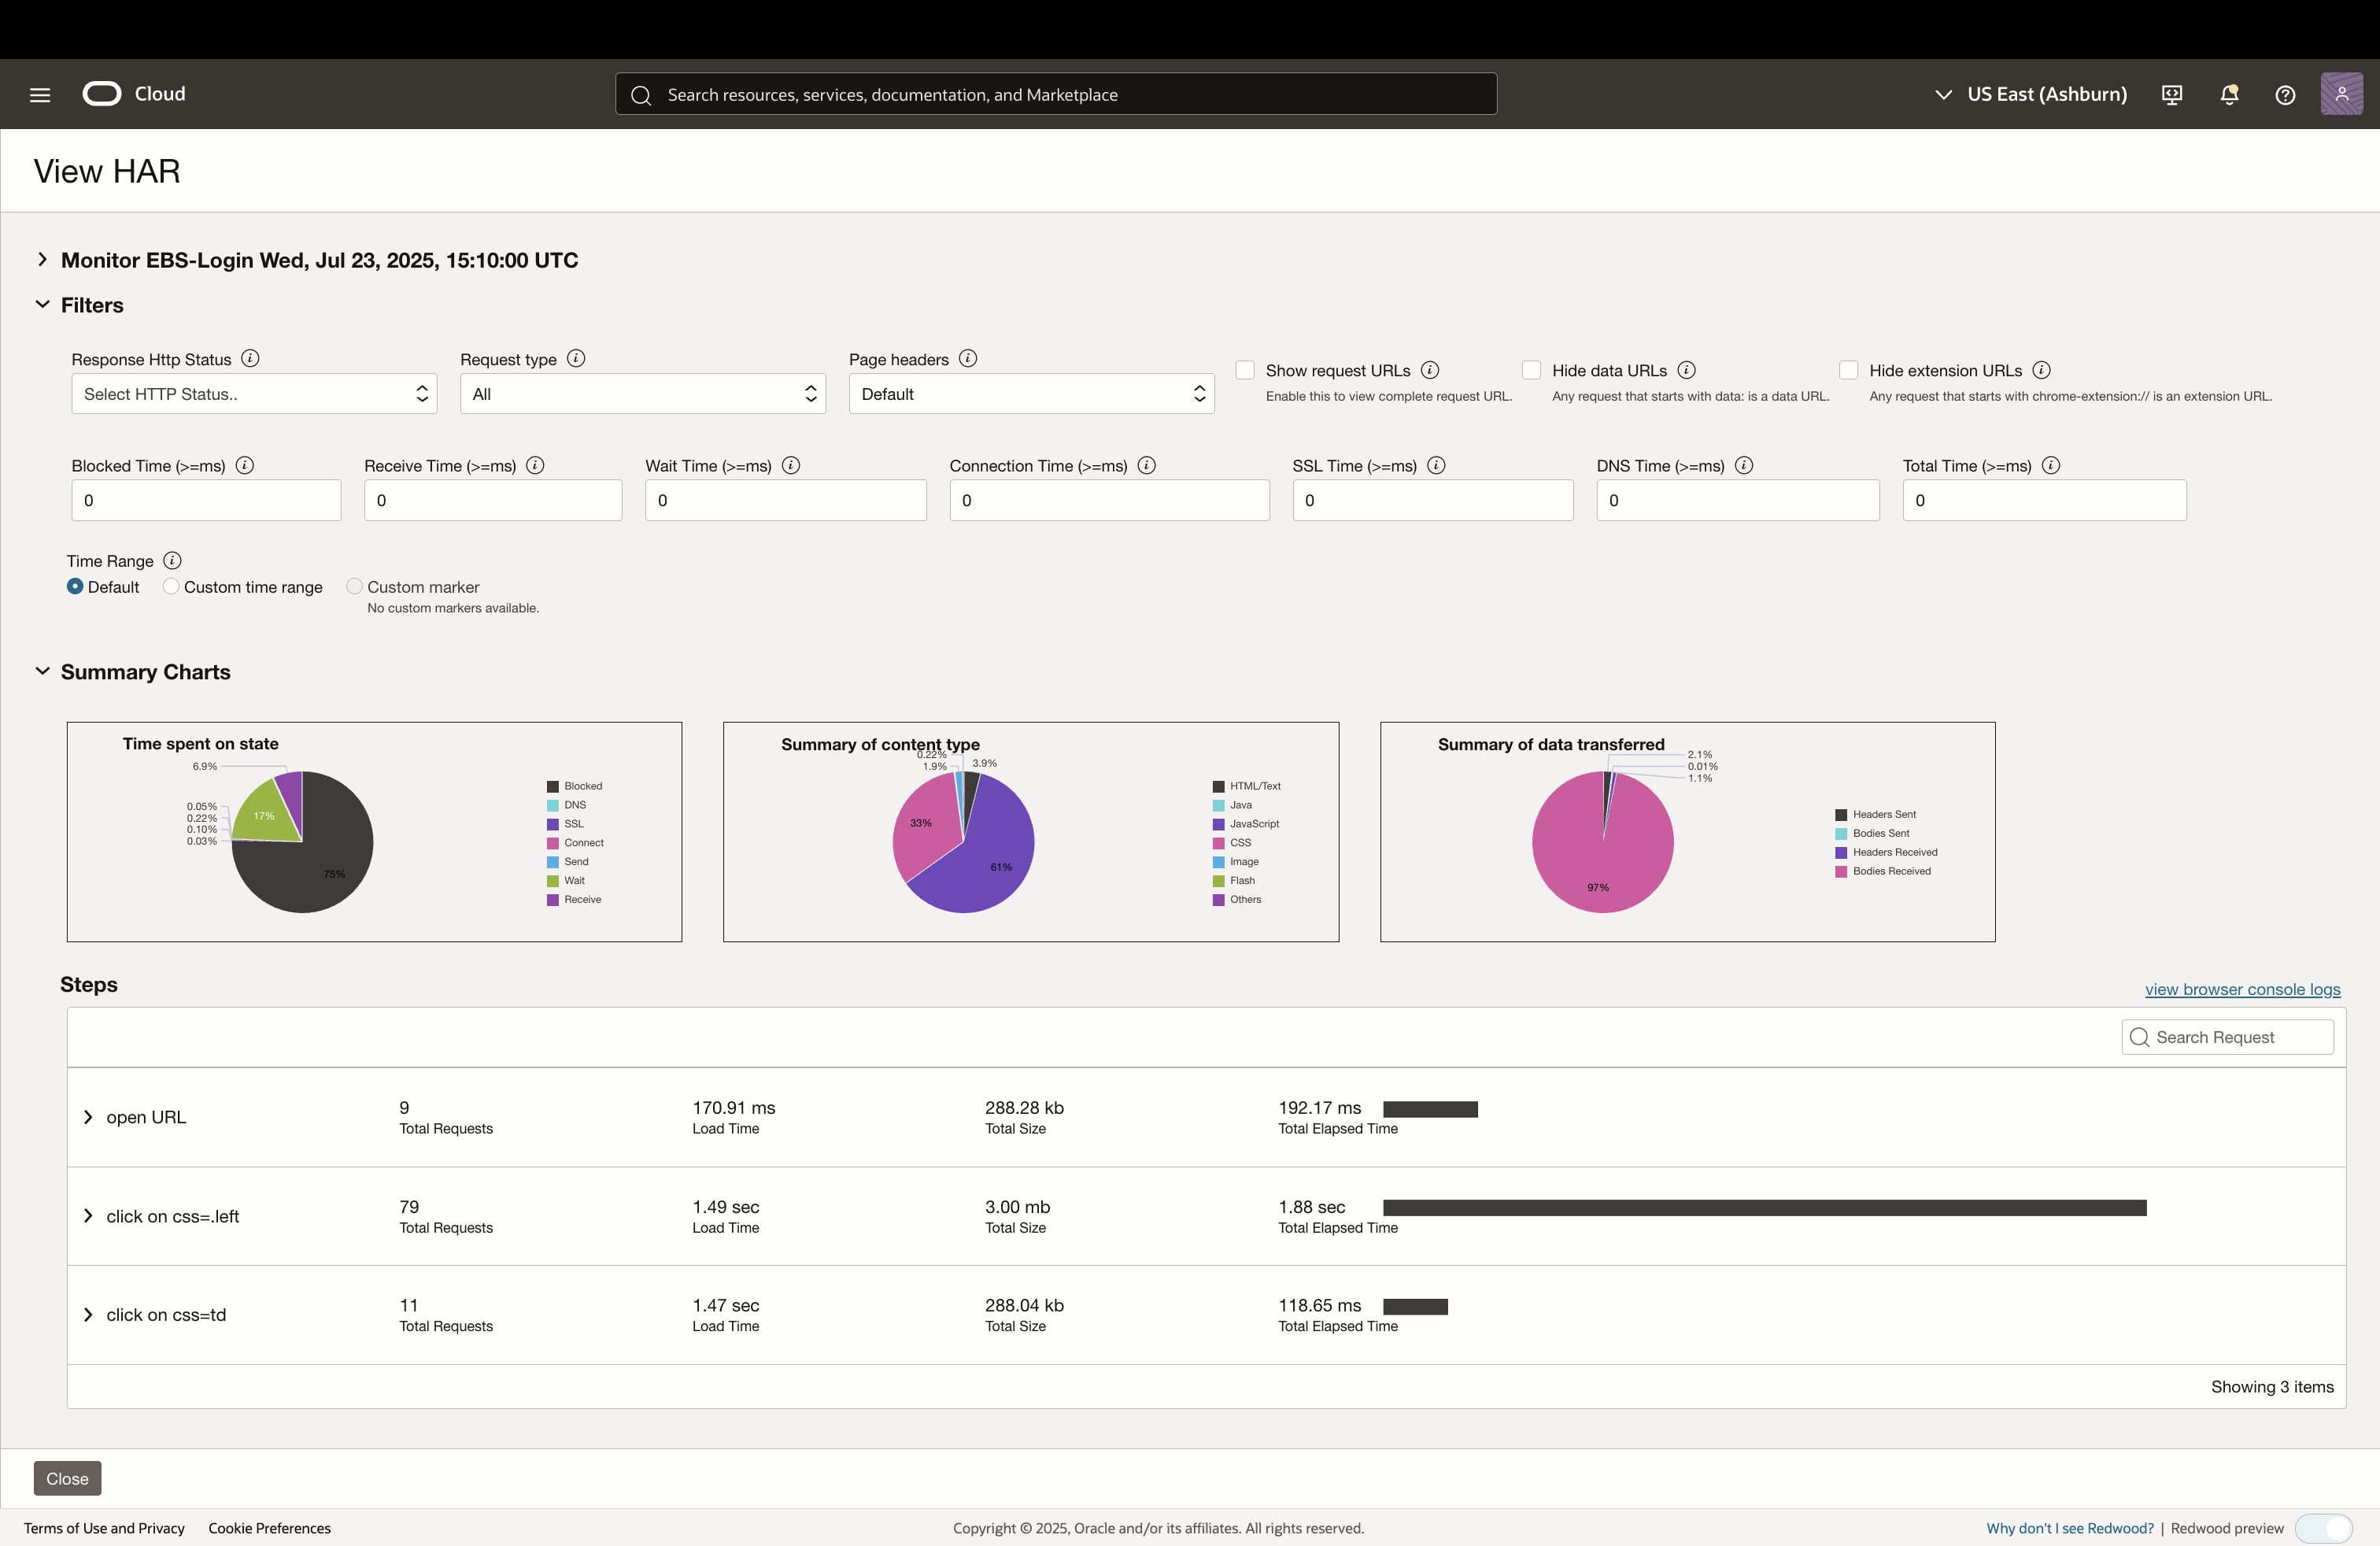 Cloud
Search resources, services, documentation, and Marketplace
US East (Ashburn)
View HAR
Monitor EBS-Login Wed, Jul 23, 2025, 15:10:00 UTC
Filters
Response Http Status
Request type
Page headers
Show request URLs
Hide data URLs
Hide extension URLs
Select HTTP Status..
All
Default
Enable this to view complete request URL.
Any request that starts with data: is a data URL.
Any request that starts with chrome-extension:// is an extension URL.
Blocked Time (>=ms)
Receive Time (>=ms)
Wait Time (>=ms)
Connection Time (>=ms)
SSL Time (>=ms)
DNS Time (>=ms)
Total Time (>=ms)
0
0
0
0
0
0
0
Time Range
Default
Custom time range
Custom marker
No custom markers available.
Summary Charts
Time spent on state
6.9%
0.05%
0.22%
0.10%
0.03%
17%
75%
Blocked
DNS
SSL
Connect
Send
Wait
Receive
Summary of content type
0.22%
1.9%
3.9%
33%
61%
HTML/Text
Java
JavaScript
CSS
Image
Flash
Others
Summary of data transferred
2.1%
0.01%
1.1%
97%
Headers Sent
Bodies Sent
Headers Received
Bodies Received
Steps
view browser console logs
Search Request
open URL
9
Total Requests
170.91 ms
Load Time
288.28 kb
Total Size
192.17 ms
Total Elapsed Time
click on css=.left
79
Total Requests
1.49 sec
Load Time
3.00 mb
Total Size
1.88 sec
Total Elapsed Time
click on css=td
11
Total Requests
1.47 sec
Load Time
288.04 kb
Total Size
118.65 ms
Total Elapsed Time
Showing 3 items
Close
Terms of Use and Privacy
Cookie Preferences
Copyright © 2025, Oracle and/or its affiliates. All rights reserved.
Why don't I see Redwood? | Redwood preview